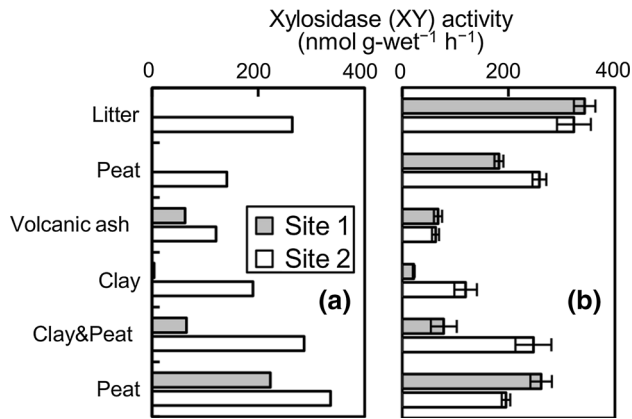 Xylosidase (XY) activity
(nmol g-wet⁻¹ h⁻¹)
0 200 400 0 200 400
Litter
Peat
Volcanic ash
Clay
Clay&Peat
Peat
Site 1
Site 2
(a)
(b)